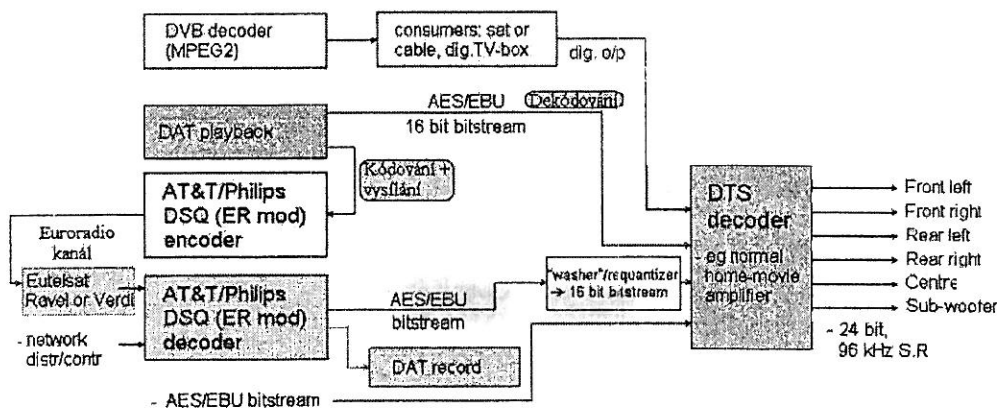 DVB decoder
(MPEG2)
consumers: sat or
cable, dig.TV-box
dig. o/p
AES/EBU
Dekódování
16 bit bitstream
DAT playback
Kódování +
vysílání
AT&T/Philips
DSQ (ER mod)
encoder
Euroradio
kanál
Eutelsat
Ravel or Verdi
AT&T/Philips
DSQ (ER mod)
decoder
- network
distr/contr
AES/EBU
bitstream
"washer"/requantizer
→ 16 bit bitstream
DAT record
- AES/EBU bitstream
DTS
decoder
- eg normal
home-movie
amplifier
Front left
Front right
Rear left
Rear right
Centre
Sub-woofer
- 24 bit,
96 kHz S.R